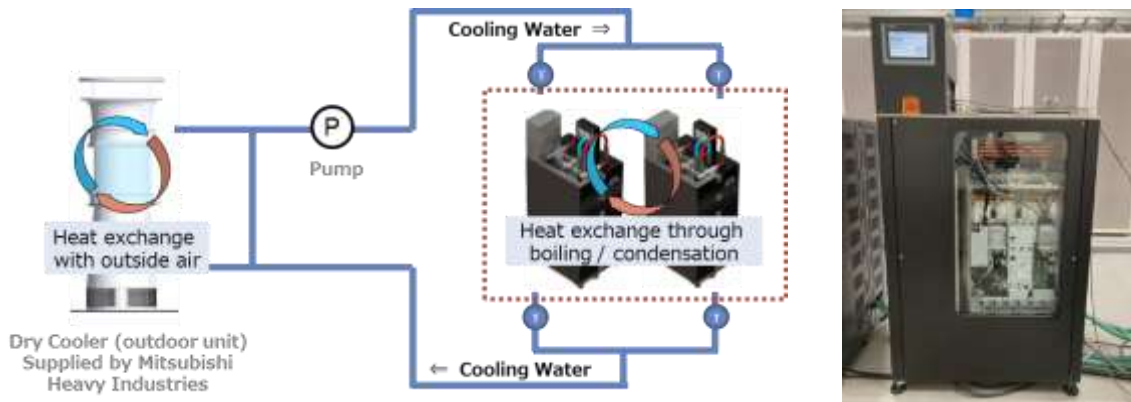 Cooling Water ⇒
T
T
P
Pump
Heat exchange
with outside air
Heat exchange through
boiling / condensation
T
T
Dry Cooler (outdoor unit)
Supplied by Mitsubishi
Heavy Industries
⇐ Cooling Water